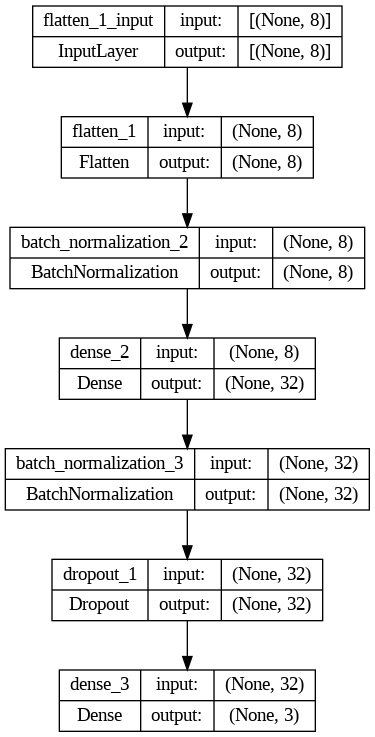 flatten_1_input input: [(None, 8)]
InputLayer output: [(None, 8)]
flatten_1 input: (None, 8)
Flatten output: (None, 8)
batch_normalization_2 input: (None, 8)
BatchNormalization output: (None, 8)
dense_2 input: (None, 8)
Dense output: (None, 32)
batch_normalization_3 input: (None, 32)
BatchNormalization output: (None, 32)
dropout_1 input: (None, 32)
Dropout output: (None, 32)
dense_3 input: (None, 32)
Dense output: (None, 3)